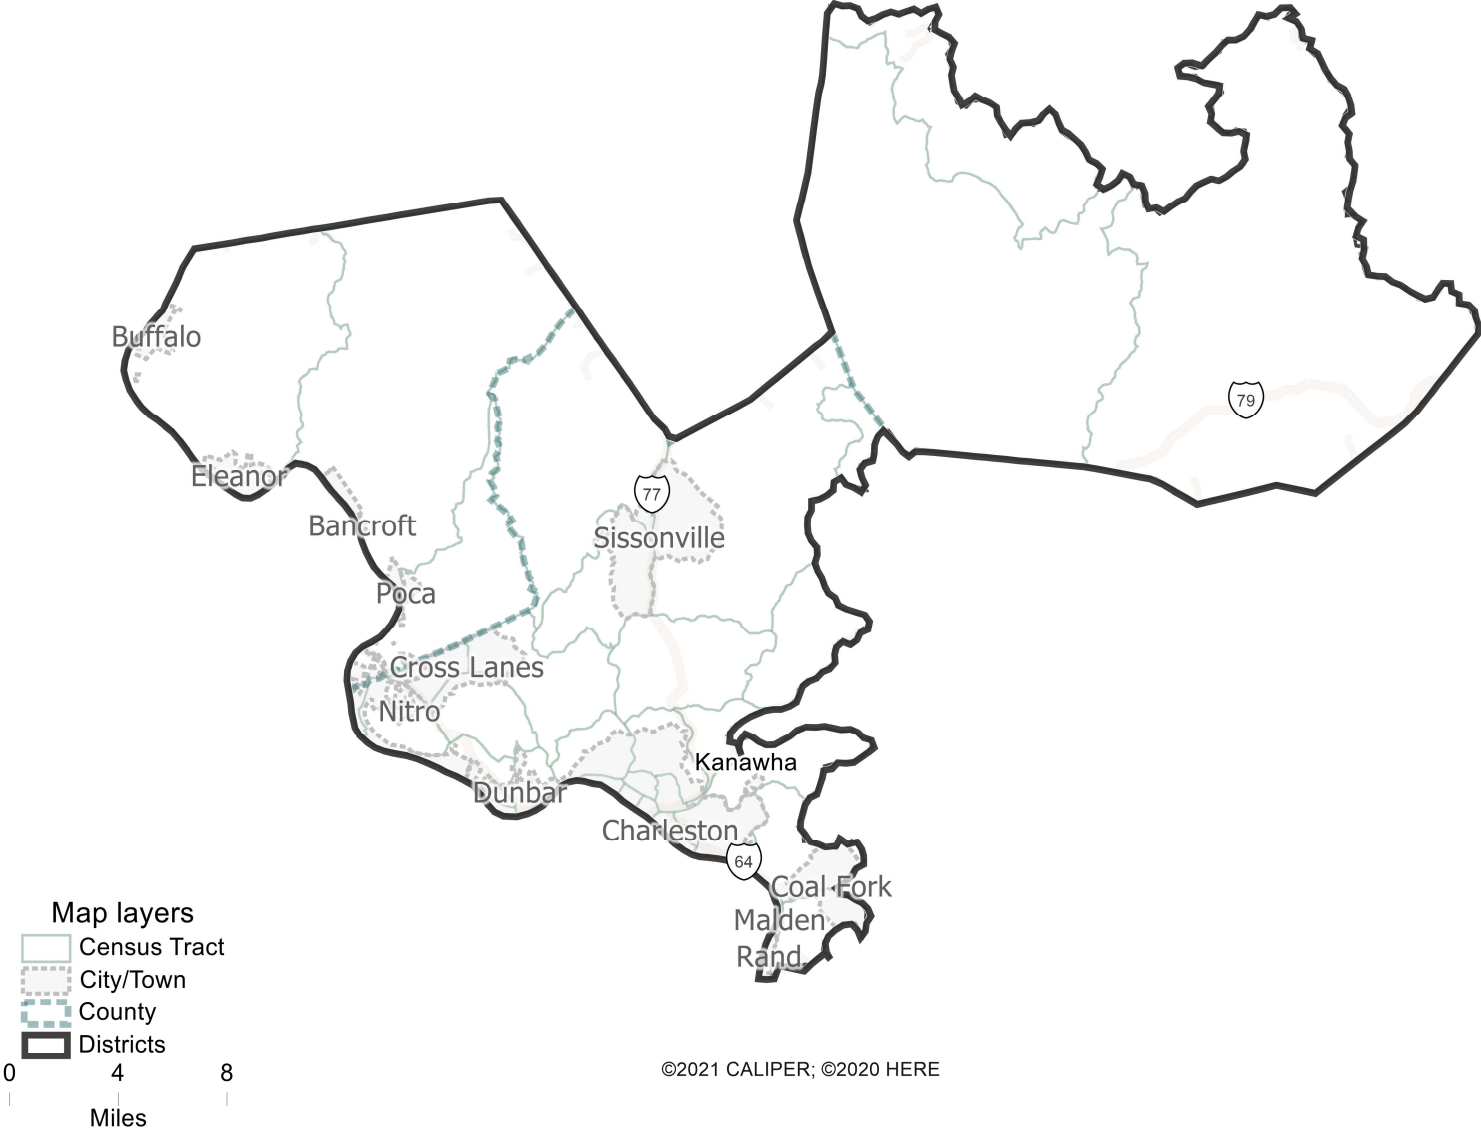 79
Buffalo
Eleanor
77
Bancroft
Sissonville
Poca
Cross Lanes
Nitro
Kanawha
Dunbar
Charleston
64
Coal Fork
Malden
Rand
Map layers
Census Tract
City/Town
County
Districts
0 4 8
Miles
©2021 CALIPER; ©2020 HERE